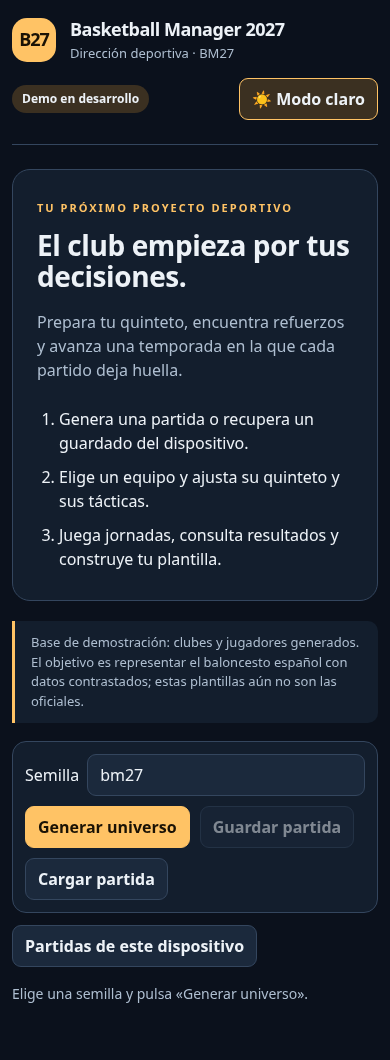 B27
Basketball Manager 2027
Dirección deportiva · BM27
Demo en desarrollo
☀️ Modo claro
TU PRÓXIMO PROYECTO DEPORTIVO
El club empieza por tus
decisiones.
Prepara tu quinteto, encuentra refuerzos
y avanza una temporada en la que cada
partido deja huella.
1. Genera una partida o recupera un
guardado del dispositivo.
2. Elige un equipo y ajusta su quinteto y
sus tácticas.
3. Juega jornadas, consulta resultados y
construye tu plantilla.
Base de demostración: clubes y jugadores generados.
El objetivo es representar el baloncesto español con
datos contrastados; estas plantillas aún no son las
oficiales.
Semilla bm27
Generar universo Guardar partida
Cargar partida
Partidas de este dispositivo
Elige una semilla y pulsa «Generar universo».